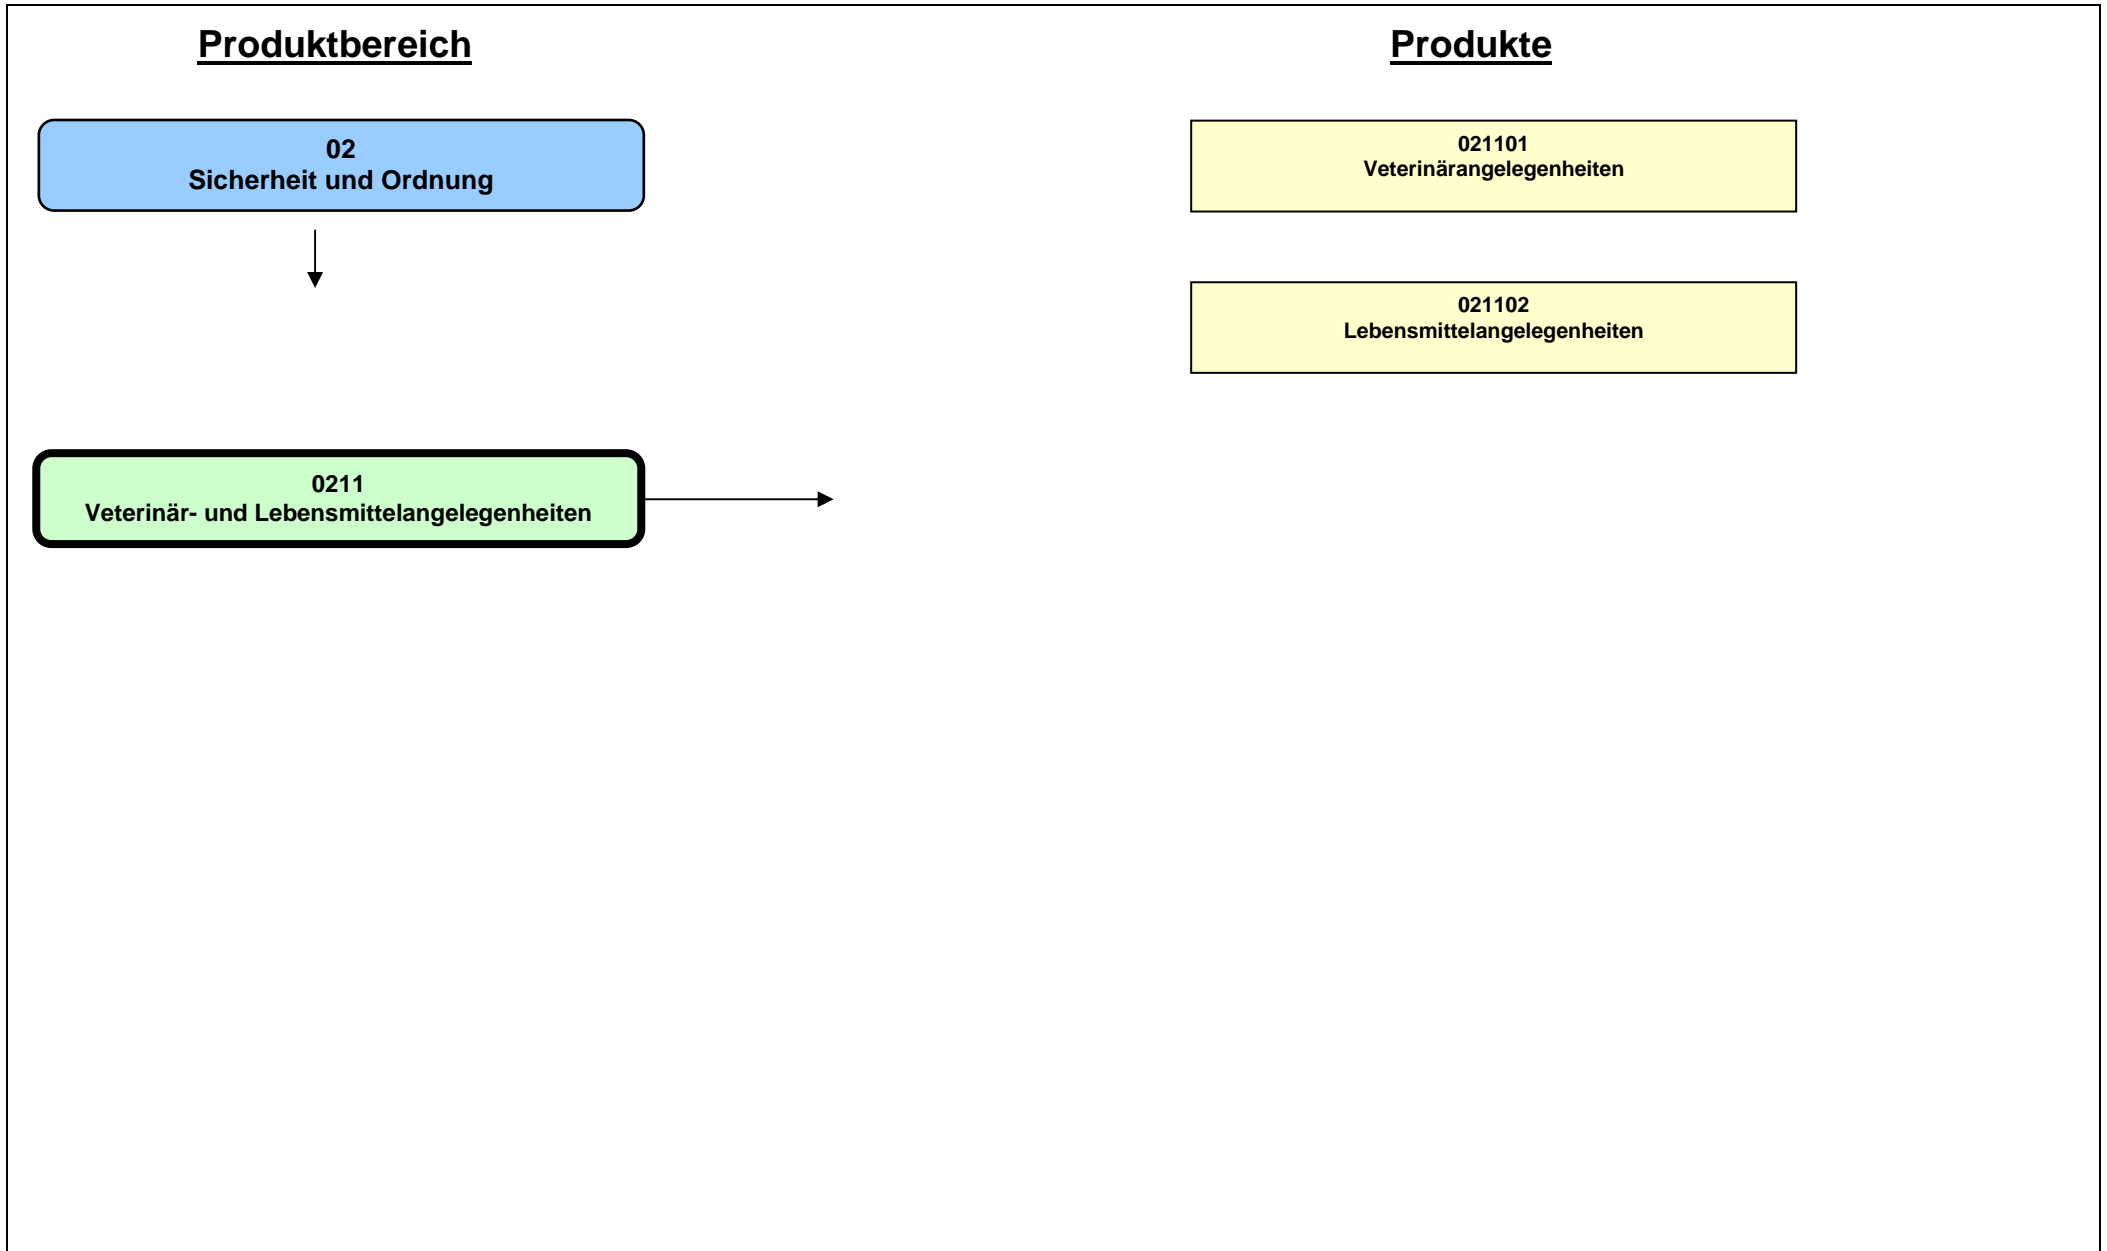 Produktbereich
Produkte
02
Sicherheit und Ordnung
021101
Veterinärangelegenheiten
021102
Lebensmittelangelegenheiten
0211
Veterinär- und Lebensmittelangelegenheiten